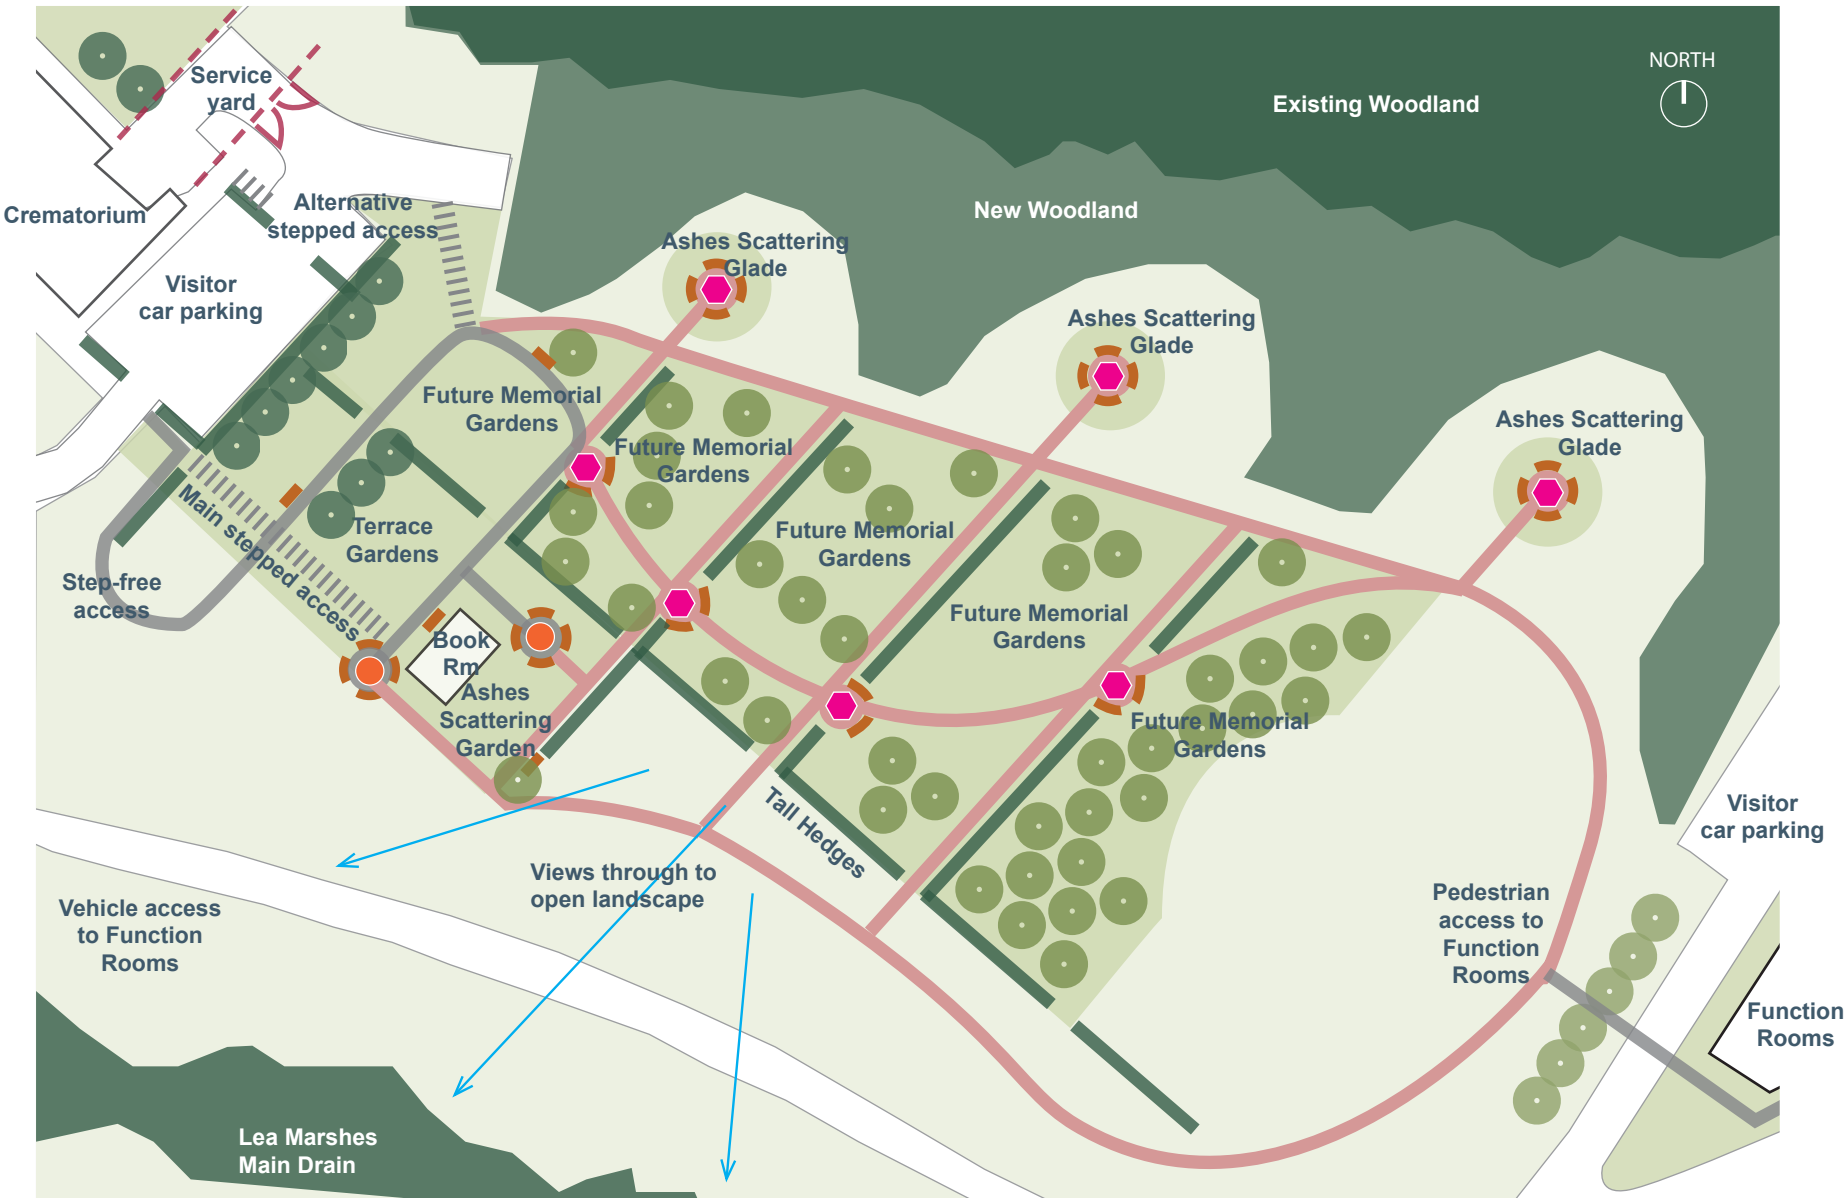 NORTH
Service
yard
Existing Woodland
Crematorium
Alternative
stepped access
New Woodland
Ashes Scattering
Glade
Visitor
car parking
Ashes Scattering
Glade
Ashes Scattering
Glade
Future Memorial
Gardens
Future Memorial
Gardens
Main stepped access
Terrace
Gardens
Future Memorial
Gardens
Step-free
access
Future Memorial
Gardens
Book
Rm
Ashes
Scattering
Garden
Future Memorial
Gardens
Tall Hedges
Visitor
car parking
Views through to
open landscape
Vehicle access
to Function
Rooms
Pedestrian
access to
Function
Rooms
Function
Rooms
Lea Marshes
Main Drain